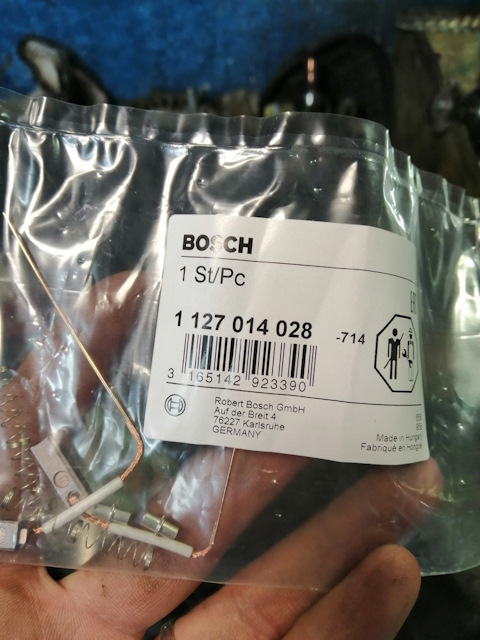 BOSCH
1 St/Pc
1 127 014 028
-714
3 165142 923390
Robert Bosch GmbH
Auf der Breit 4
76227 Karlsruhe
GERMANY
Made in Hungary
Fabriqué en Hongrie